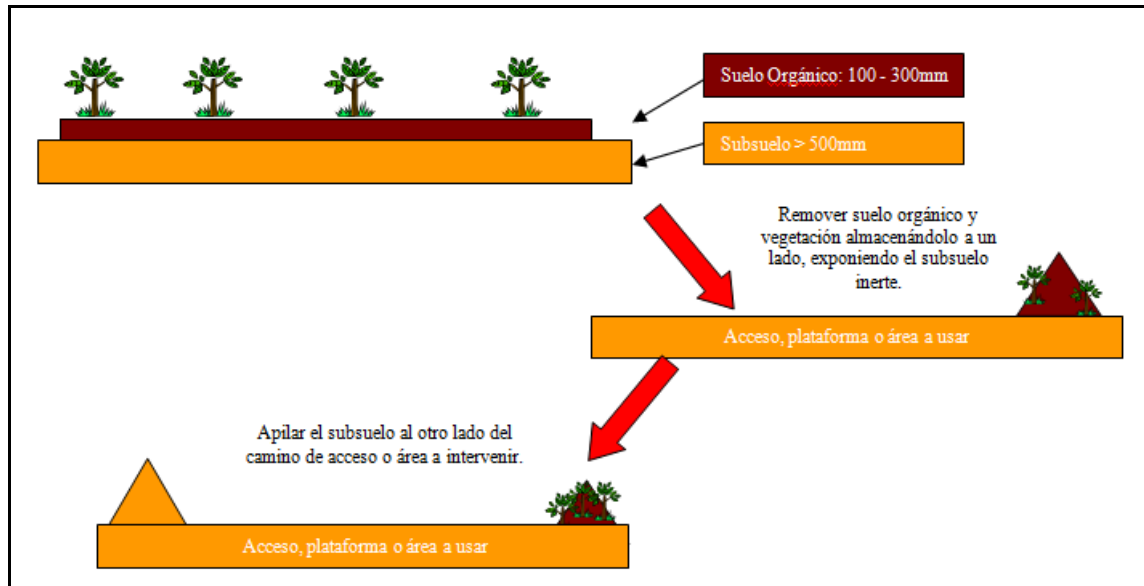 Suelo Orgánico: 100 - 300mm
Subsuelo > 500mm
Remover suelo orgánico y
vegetación almacenándolo a un
lado, exponiendo el subsuelo
inerte.
Acceso, plataforma o área a usar
Apilar el subsuelo al otro lado del
camino de acceso o área a intervenir.
Acceso, plataforma o área a usar